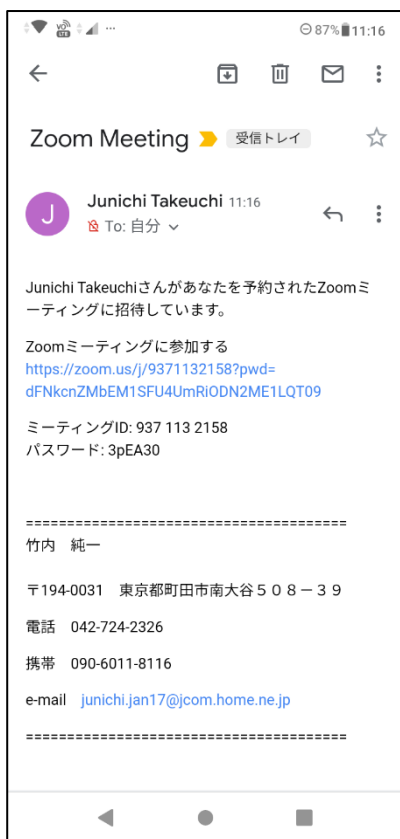 VO) LTE ... 87% 11:16
Zoom Meeting 受信トレイ
J
Junichi Takeuchi 11:16
To: 自分
Junichi Takeuchiさんがあなたを予約されたZoomミ
ーティングに招待しています。
Zoomミーティングに参加する
https://zoom.us/j/9371132158?pwd=
dFNkcnZMbEM1SFU4UmRiODN2ME1LQT09
ミーティングID: 937 113 2158
パスワード: 3pEA30
=======================================
竹内　純一
〒194-0031　東京都町田市南大谷５０８－３９
電話　042-724-2326
携帯　090-6011-8116
e-mail　junichi.jan17@jcom.home.ne.jp
=======================================